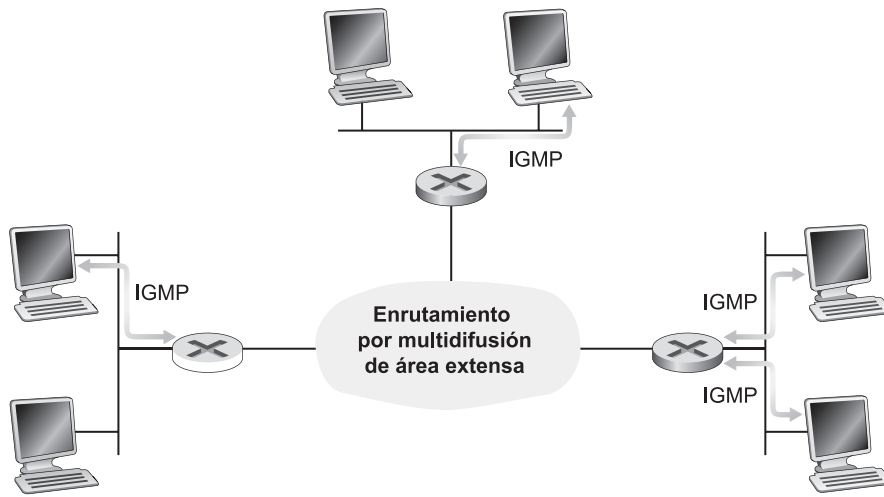 IGMP
IGMP
Enrutamiento
por multidifusión
de área extensa
IGMP
IGMP